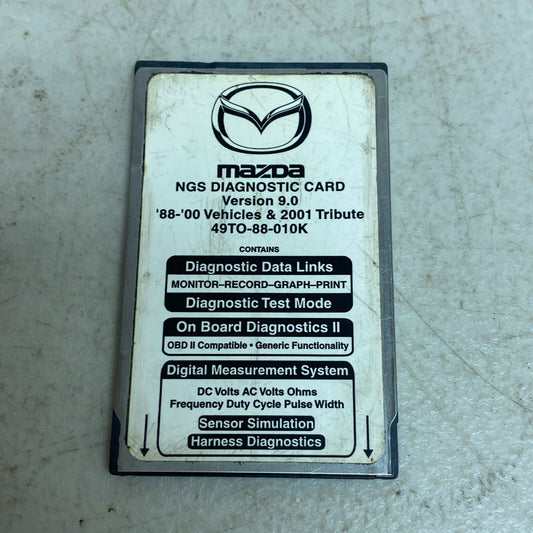 mazda
NGS DIAGNOSTIC CARD
Version 9.0
'88-'00 Vehicles & 2001 Tribute
49TO-88-010K
CONTAINS
Diagnostic Data Links
MONITOR–RECORD–GRAPH–PRINT
Diagnostic Test Mode
On Board Diagnostics II
OBD II Compatible • Generic Functionality
Digital Measurement System
DC Volts AC Volts Ohms
Frequency Duty Cycle Pulse Width
Sensor Simulation
Harness Diagnostics